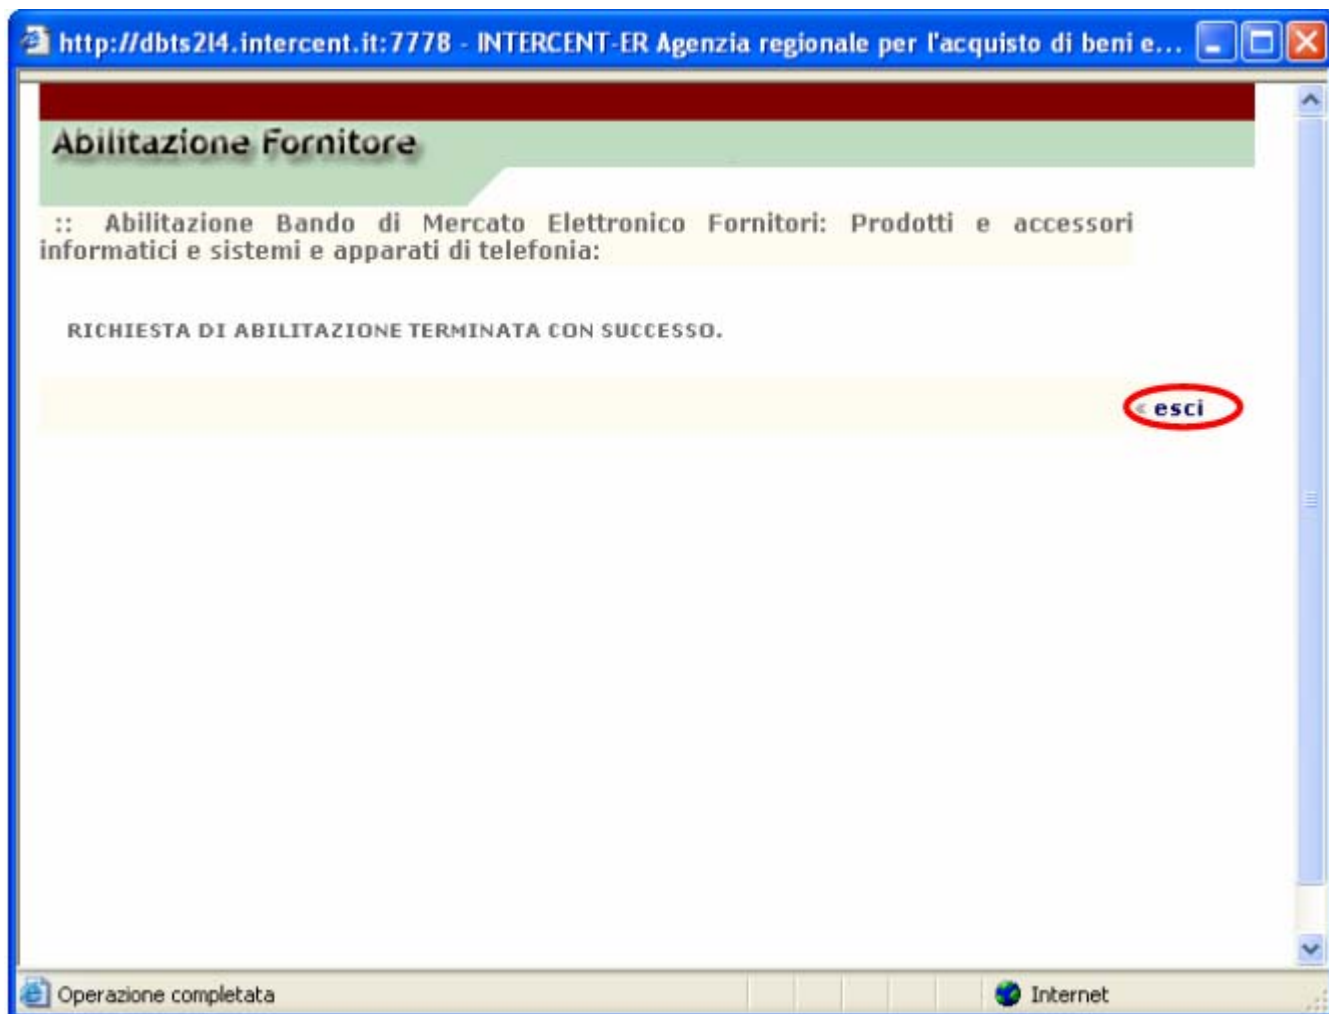 http://dbts2l4.intercent.it:7778 - INTERCENT-ER Agenzia regionale per l'acquisto di beni e...
Abilitazione Fornitore
:: Abilitazione Bando di Mercato Elettronico Fornitori: Prodotti e accessori
informatici e sistemi e apparati di telefonia:
RICHIESTA DI ABILITAZIONE TERMINATA CON SUCCESSO.
« esci
Operazione completata
Internet